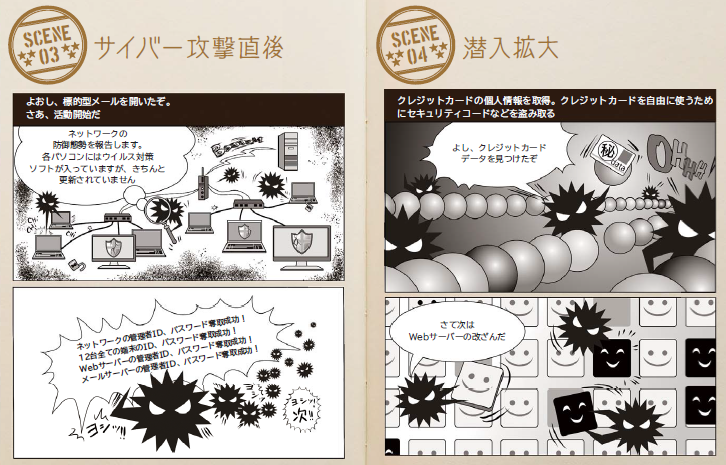 SCENE
03
サイバー攻撃直後
よおし、標的型メールを開いたぞ。
さあ、活動開始だ
ネットワークの
防御態勢を報告します。
各パソコンにはウイルス対策
ソフトが入っていますが、きちんと
更新されていません
ネットワークの管理者ID、パスワード奪取成功！
12台全ての端末のID、パスワード奪取成功！
Webサーバーの管理者ID、パスワード奪取成功！
メールサーバーの管理者ID、パスワード奪取成功！
ヨシッ!!
ヨシッ
ヨシッ
次!!
SCENE
04
潜入拡大
クレジットカードの個人情報を取得。クレジットカードを自由に使うため
にセキュリティコードなどを盗み取る
よし、クレジットカード
データを見つけたぞ
秘
Data
OHHH
さて次は
Webサーバーの改ざんだ